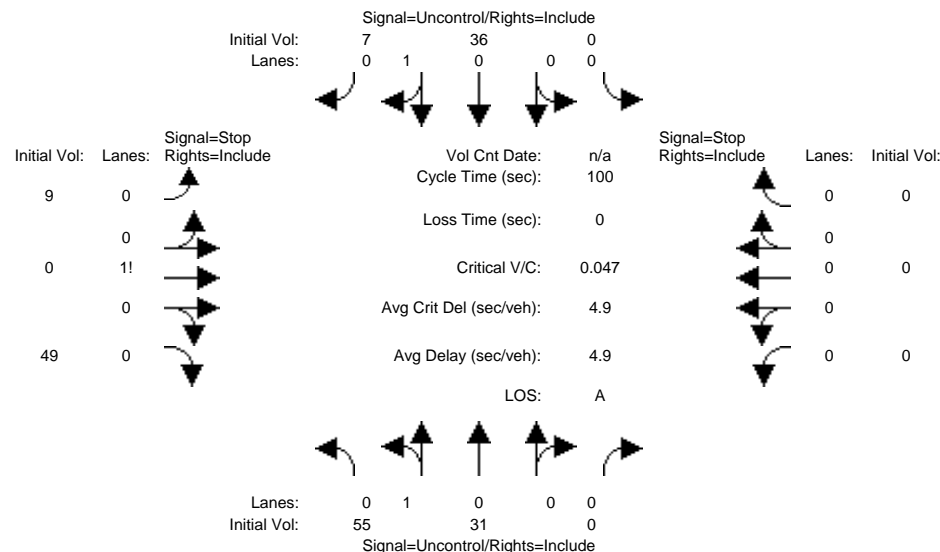 Signal=Uncontrol/Rights=Include
Initial Vol: 7 36 0
Lanes: 0 1 0 0 0
Signal=Stop Signal=Stop
Initial Vol: Lanes: Rights=Include Vol Cnt Date: n/a Rights=Include Lanes: Initial Vol:
Cycle Time (sec): 100
9 0 0 0
Loss Time (sec): 0
0 0
0 1! Critical V/C: 0.047 0 0
0 Avg Crit Del (sec/veh): 4.9 0
49 0 Avg Delay (sec/veh): 4.9 0 0
LOS: A
Lanes: 0 1 0 0 0
Initial Vol: 55 31 0
Signal=Uncontrol/Rights=Include